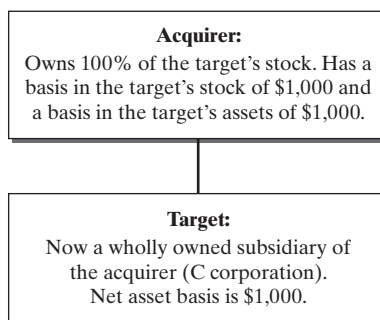 Acquirer:
Owns 100% of the target’s stock. Has a
basis in the target’s stock of $1,000 and
a basis in the target’s assets of $1,000.
Target:
Now a wholly owned subsidiary of
the acquirer (C corporation).
Net asset basis is $1,000.